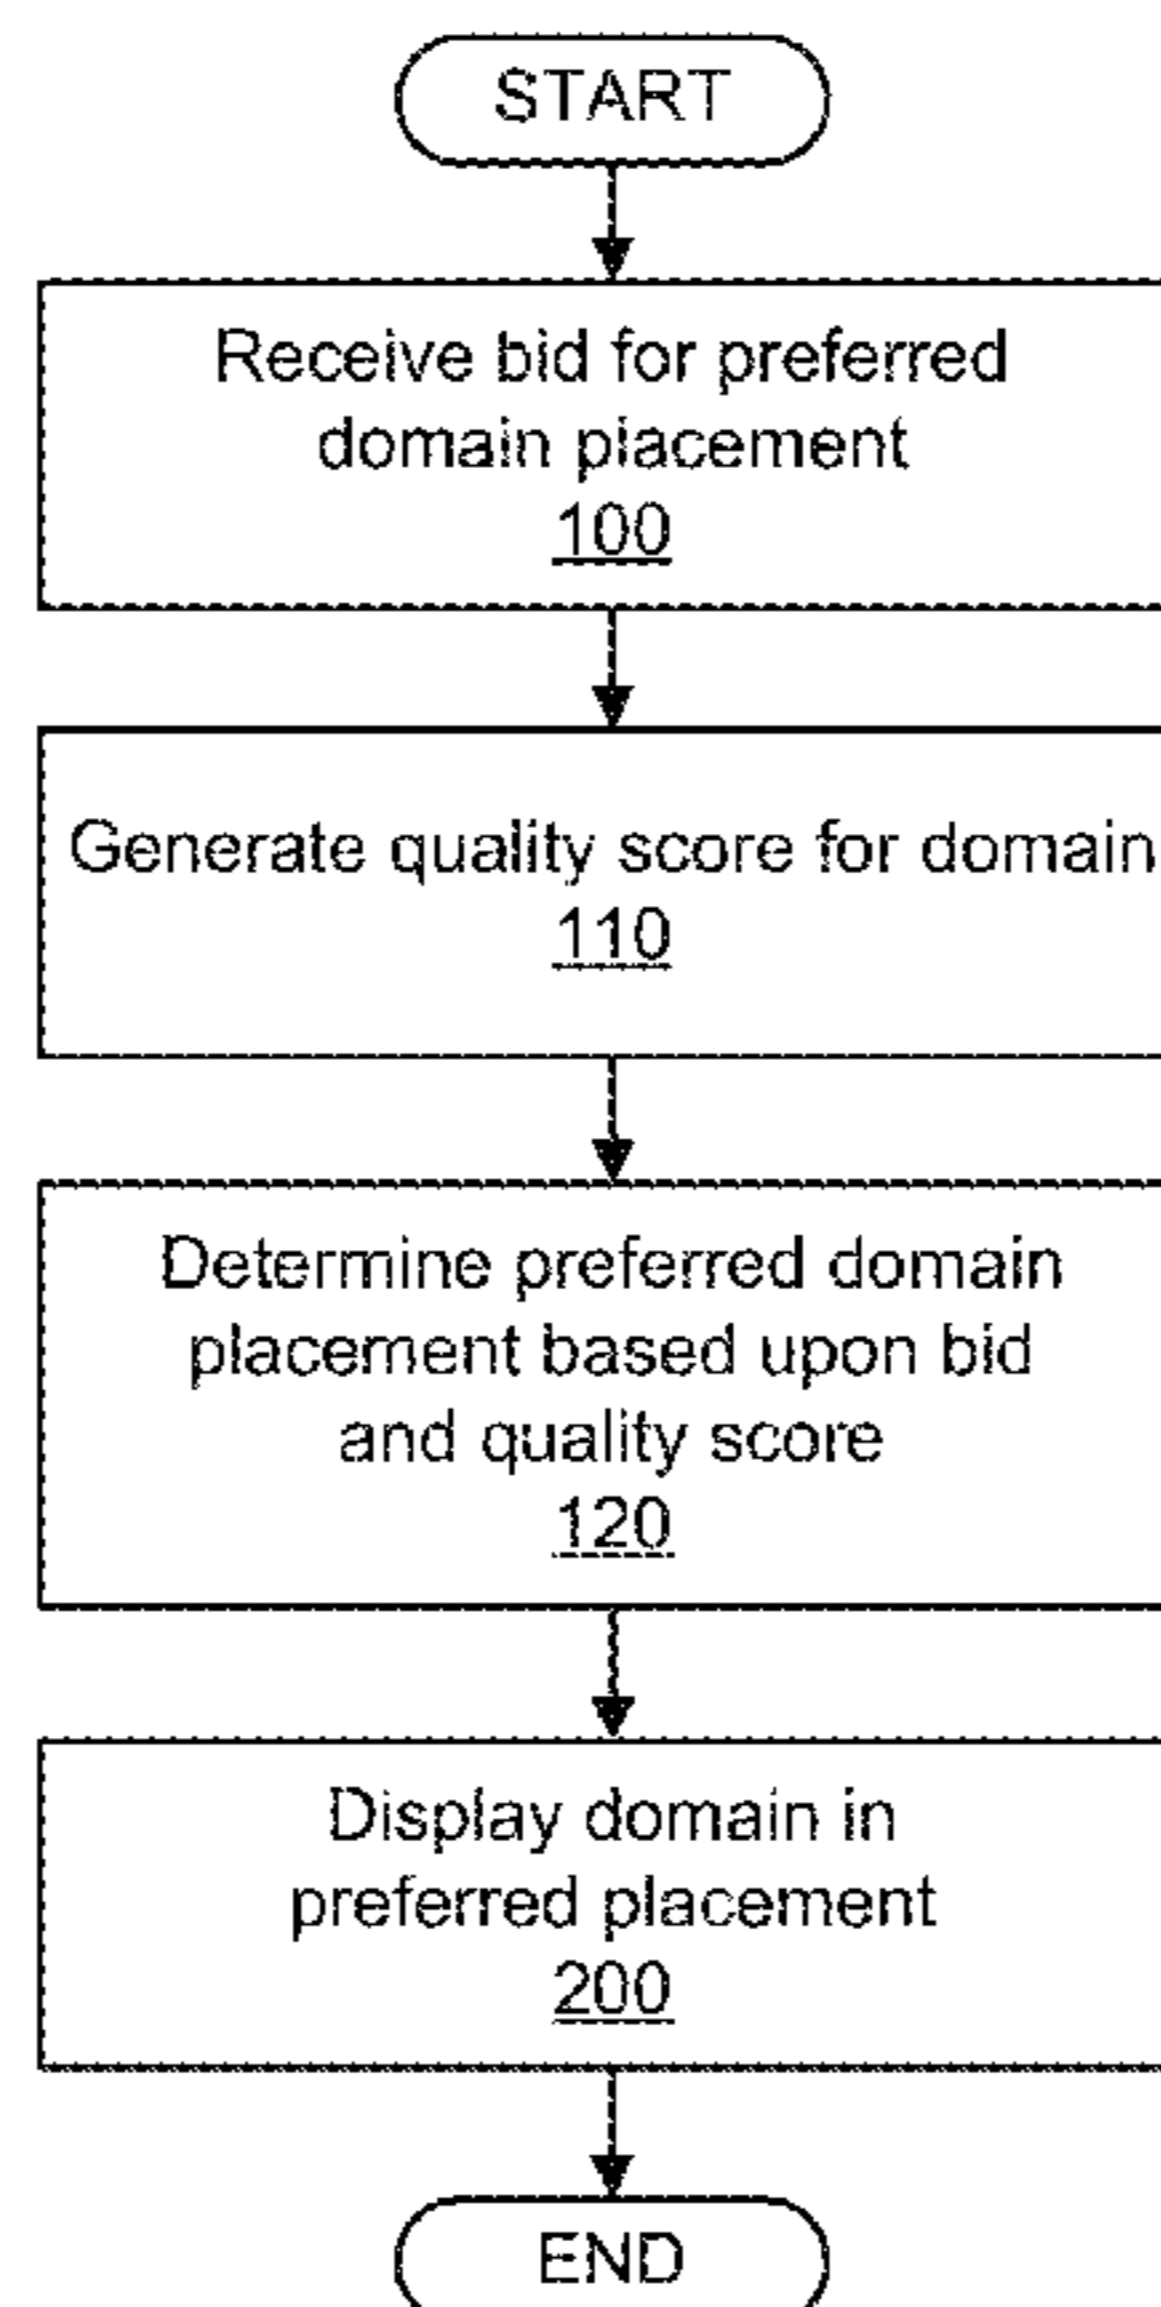 START
Receive bid for preferred
domain placement
100
Generate quality score for domain
110
Determine preferred domain
placement based upon bid
and quality score
120
Display domain in
preferred placement
200
END